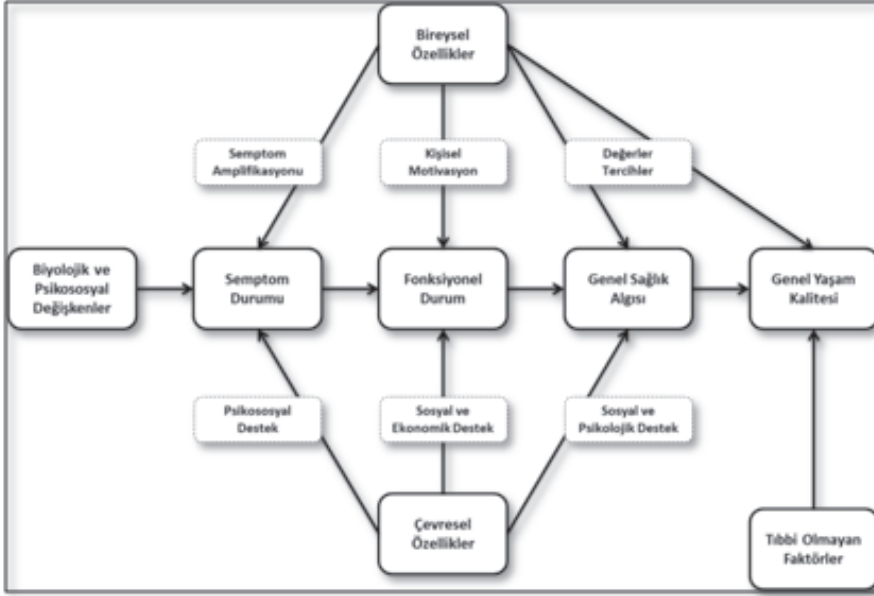 Bireysel
Özellikler
Semptom
Amplifikasyonu
Kişisel
Motivasyon
Değerler
Tercihler
Biyolojik ve
Psikososyal
Değişkenler
Semptom
Durumu
Fonksiyonel
Durum
Genel Sağlık
Algısı
Genel Yaşam
Kalitesi
Psikososyal
Destek
Sosyal ve
Ekonomik Destek
Sosyal ve
Psikolojik Destek
Çevresel
Özellikler
Tıbbi Olmayan
Faktörler